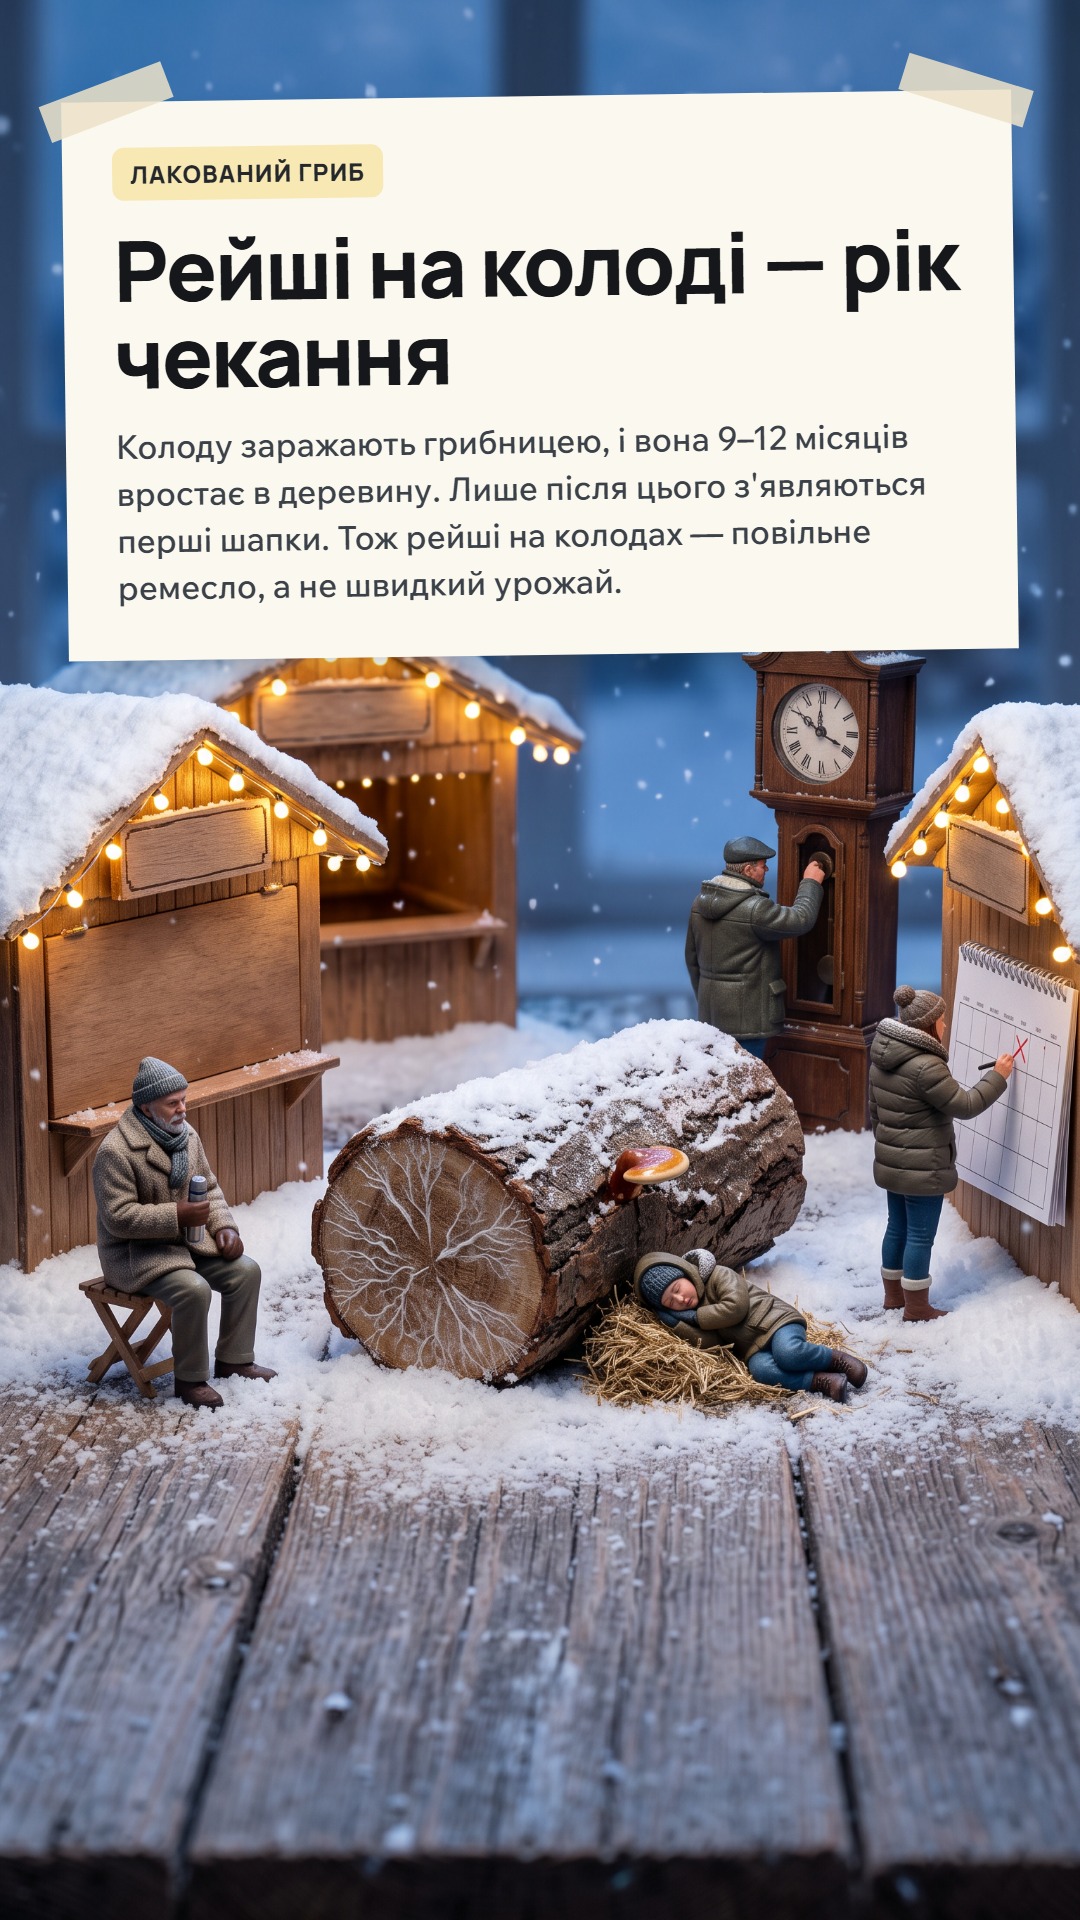 ЛАКОВАНИЙ ГРИБ
Рейші на колоді — рік
чекання
Колоду заражають грибницею, і вона 9–12 місяців
вростає в деревину. Лише після цього з'являються
перші шапки. Тож рейші на колодах — повільне
ремесло, а не швидкий урожай.